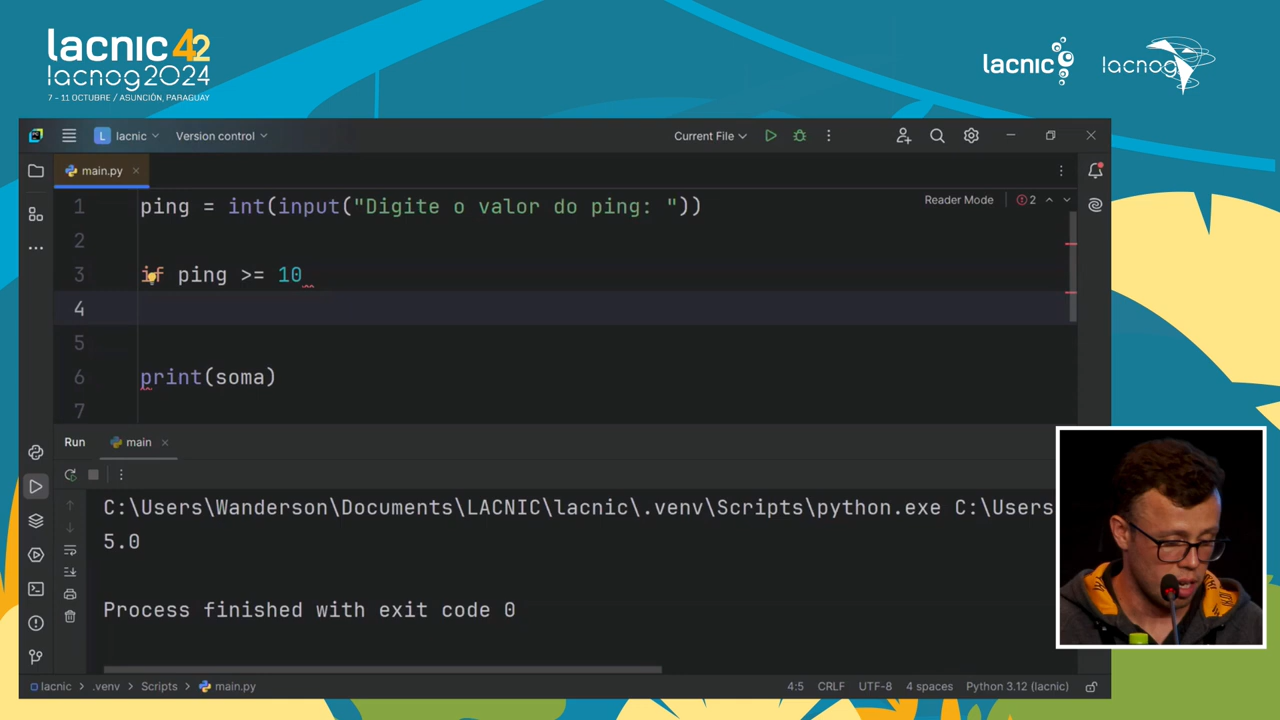 lacnic 42
lacnog2024
7 - 11 OCTUBRE / ASUNCIÓN, PARAGUAY
lacnic
lacnog
L lacnic
Version control
Current File
main.py
Reader Mode
2
1 ping = int(input("Digite o valor do ping: "))
2
3 if ping >= 10
4
5
6 print(soma)
7
Run
main
C:\Users\Wanderson\Documents\LACNIC\lacnic\.venv\Scripts\python.exe C:\Users
5.0
Process finished with exit code 0
lacnic > .venv > Scripts > main.py
4:5 CRLF UTF-8 4 spaces Python 3.12 (lacnic)